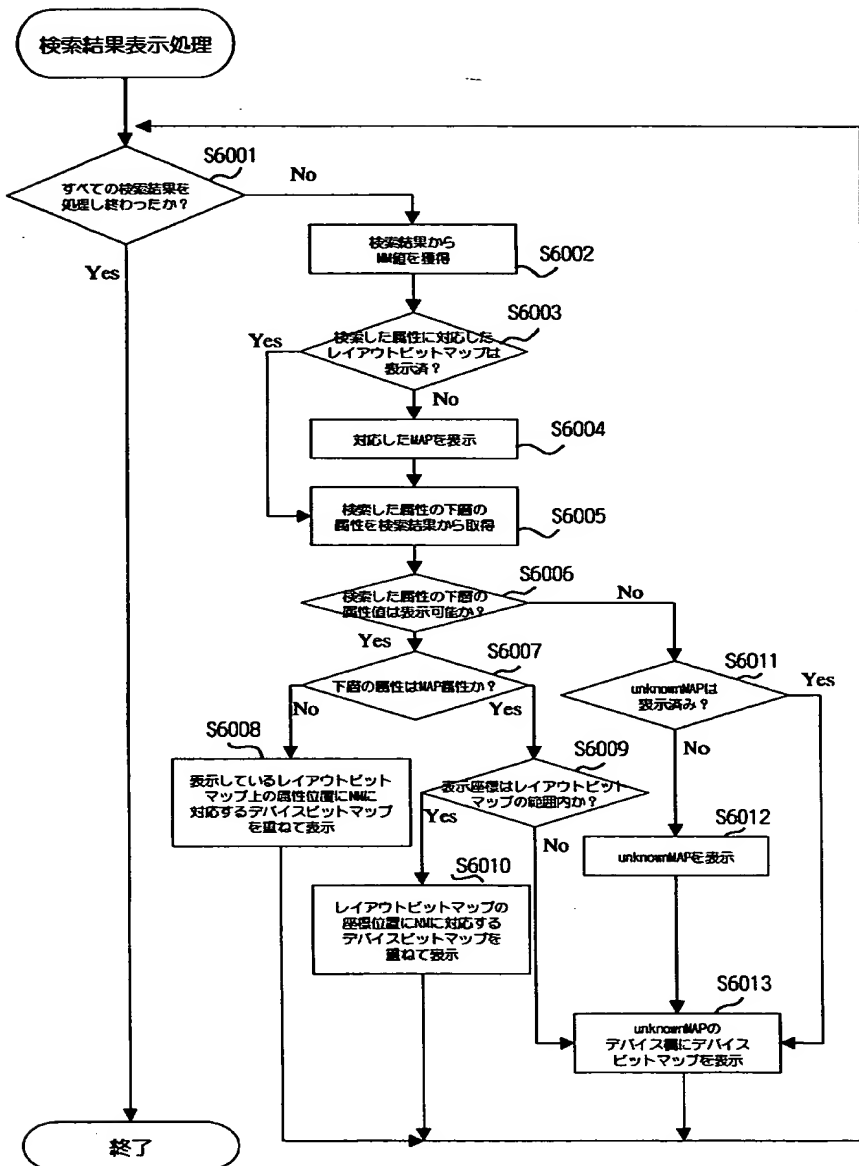 検索結果表示処理
S6001
すべての検索結果を
処理し終わったか?
No
Yes
検索結果から
NM値を獲得
S6002
S6003
検索した属性に対応した
レイアウトビットマップは
表示済?
Yes
No
S6004
対応したMAPを表示
検索した属性の下層の
属性を検索結果から取得
S6005
S6006
検索した属性の下層の
属性値は表示可能か?
No
Yes
S6007
下層の属性はMAP属性か?
No
Yes
S6011
unknownMAPは
表示済み?
Yes
No
S6008
表示しているレイアウトビット
マップ上の属性位置にNMに
対応するデバイスビットマップ
を重ねて表示
S6009
表示座標はレイアウトビット
マップの範囲内か?
Yes
No
S6012
unknownMAPを表示
S6010
レイアウトビットマップの
座標位置にNMに対応する
デバイスビットマップを
重ねて表示
S6013
unknownMAPの
デバイス欄にデバイス
ビットマップを表示
終了